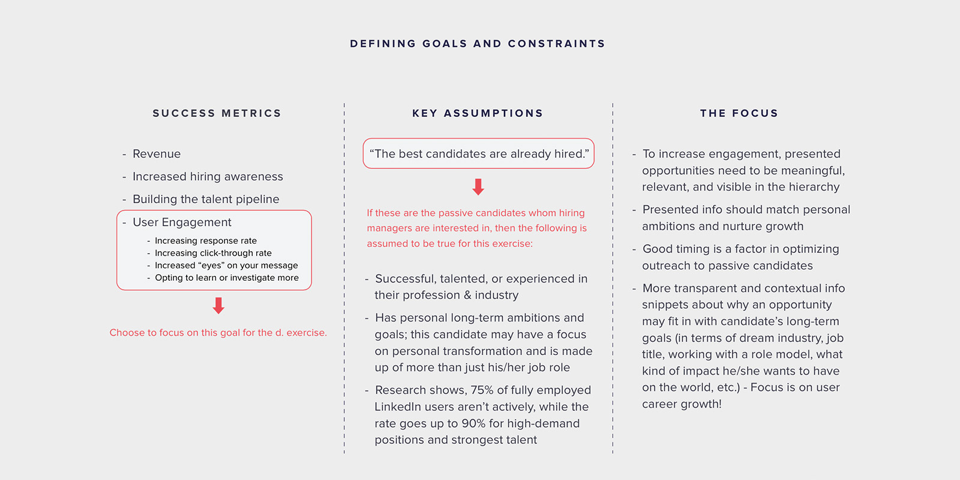 DEFINING GOALS AND CONSTRAINTS
SUCCESS METRICS
- Revenue
- Increased hiring awareness
- Building the talent pipeline
- User Engagement
- Increasing response rate
- Increasing click-through rate
- Increased “eyes” on your message
- Opting to learn or investigate more
Choose to focus on this goal for the d. exercise.
KEY ASSUMPTIONS
“The best candidates are already hired.”
If these are the passive candidates whom hiring
managers are interested in, then the following is
assumed to be true for this exercise:
- Successful, talented, or experienced in
their profession & industry
- Has personal long-term ambitions and
goals; this candidate may have a focus
on personal transformation and is made
up of more than just his/her job role
- Research shows, 75% of fully employed
LinkedIn users aren’t actively, while the
rate goes up to 90% for high-demand
positions and strongest talent
THE FOCUS
- To increase engagement, presented
opportunities need to be meaningful,
relevant, and visible in the hierarchy
- Presented info should match personal
ambitions and nurture growth
- Good timing is a factor in optimizing
outreach to passive candidates
- More transparent and contextual info
snippets about why an opportunity
may fit in with candidate’s long-term
goals (in terms of dream industry, job
title, working with a role model, what
kind of impact he/she wants to have
on the world, etc.) - Focus is on user
career growth!